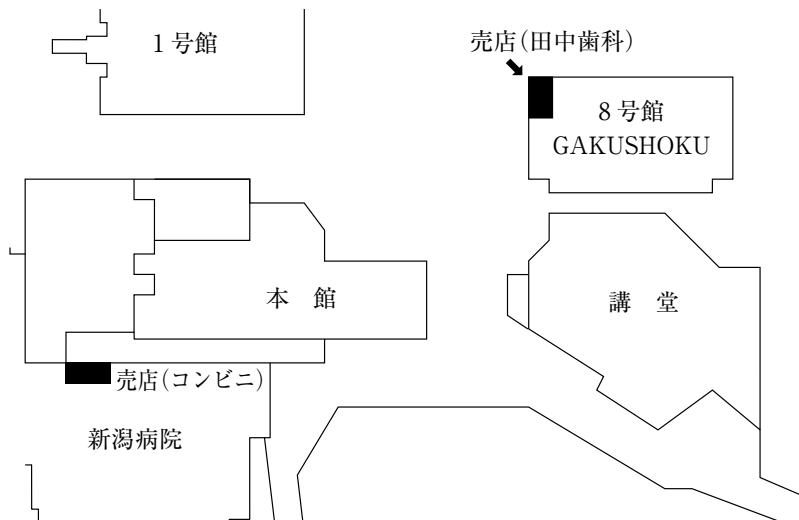 1号館
売店(田中歯科)
8号館
GAKUSHOKU
本　館
講　堂
売店(コンビニ)
新潟病院